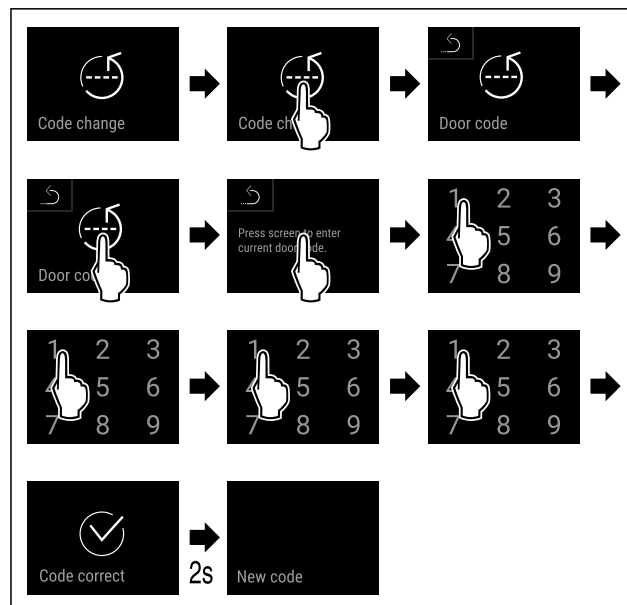 Code change
Code ch
Door code
Door co
Press screen to enter
current door  de.
1 2 3
5 6
7 8 9
1 2 3
5 6
7 8 9
1 2 3
5 6
7 8 9
1 2 3
5 6
7 8 9
Code correct
2s
New code